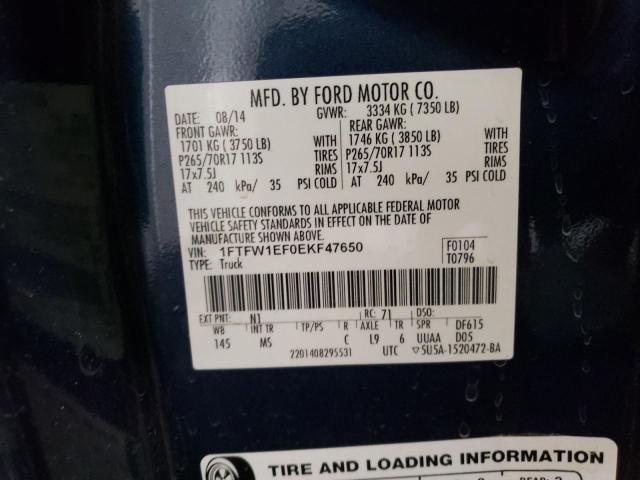 MFD. BY FORD MOTOR CO.
DATE: 08/14 GVWR: 3334 KG ( 7350 LB)
FRONT GAWR: REAR GAWR:
1701 KG ( 3750 LB) WITH 1746 KG ( 3850 LB) WITH
P265/70R17 113S TIRES P265/70R17 113S TIRES
17x7.5J RIMS 17x7.5J RIMS
AT 240 kPa/ 35 PSI COLD AT 240 kPa/ 35 PSI COLD
THIS VEHICLE CONFORMS TO ALL APPLICABLE FEDERAL MOTOR
VEHICLE SAFETY STANDARDS IN EFFECT ON THE DATE OF
MANUFACTURE SHOWN ABOVE.
VIN: 1FTFW1EF0EKF47650 F0104
TYPE: Truck T0796
EXT PNT: N1 RC: 71 DSO:
WB INT TR TP/PS R AXLE TR SPR DF615
145 MS C L9 6 UUAA D05
2201408295531 UTC ▽5U5A-1520472-BA
TIRE AND LOADING INFORMATION